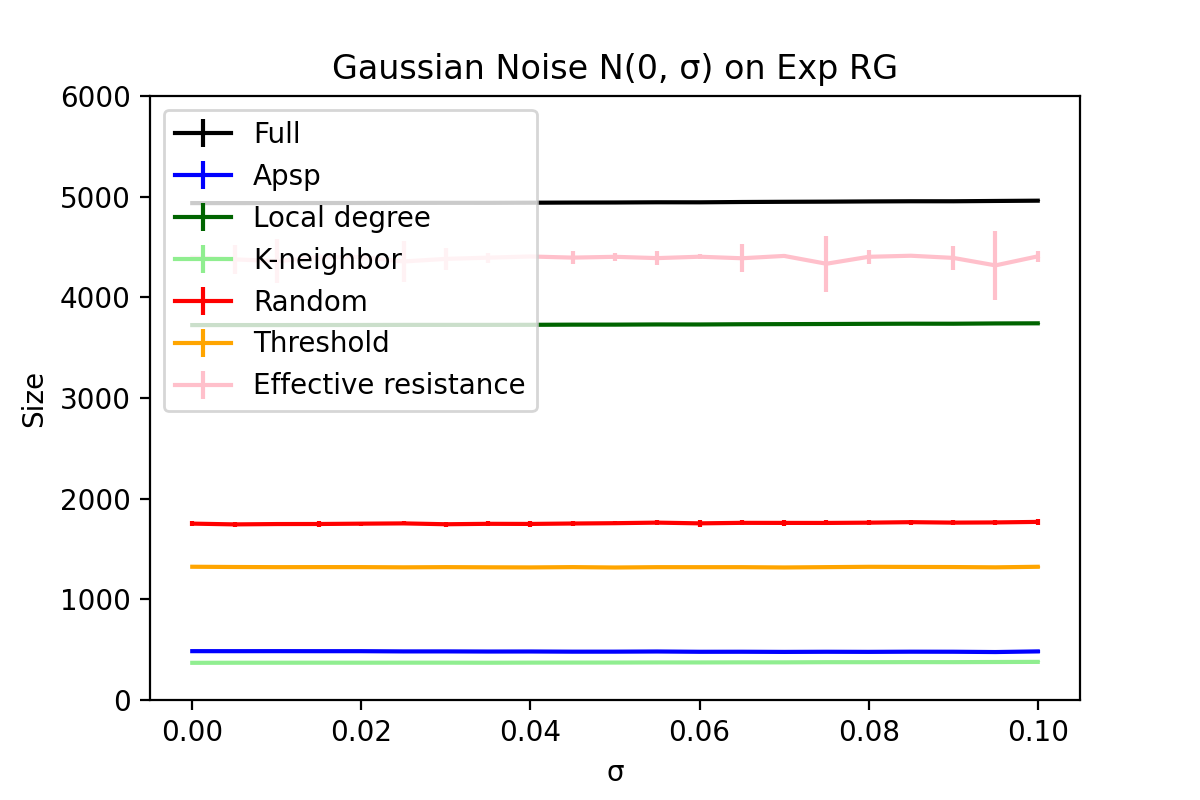 Gaussian Noise N(0, σ) on Exp RG
6000
5000
4000
3000
2000
1000
0
Size
Full
Apsp
Local degree
K-neighbor
Random
Threshold
Effective resistance
0.00 0.02 0.04 0.06 0.08 0.10
σ